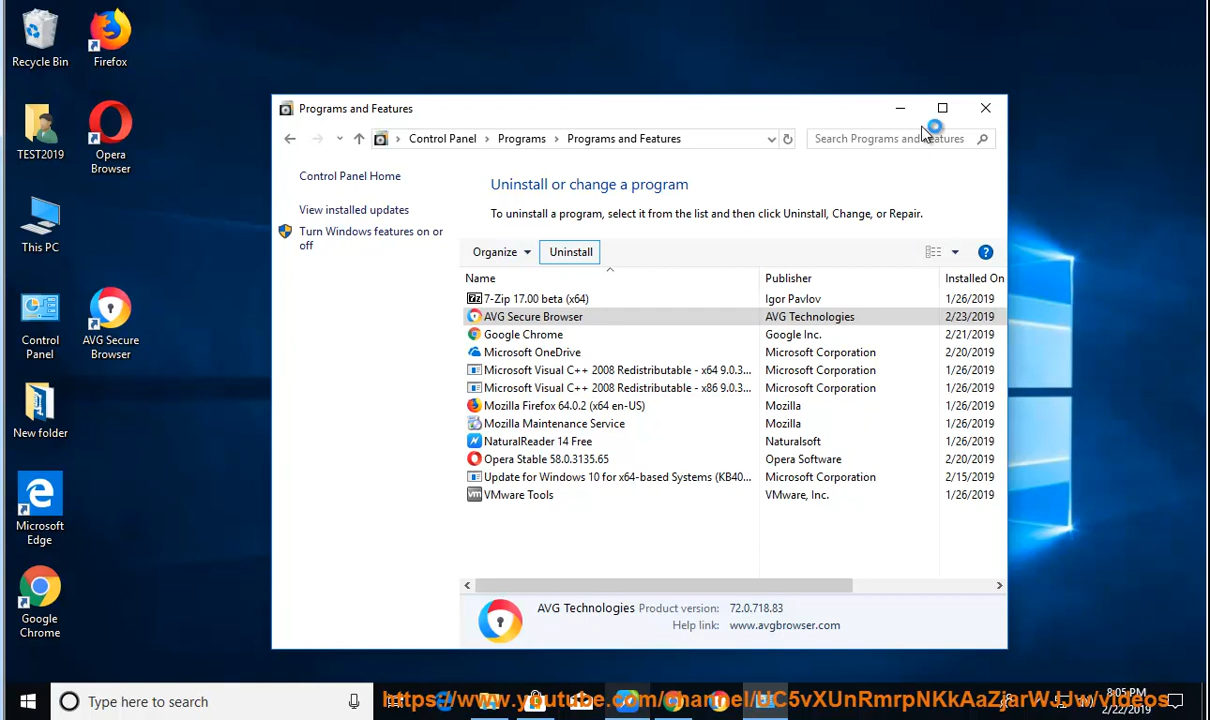 Recycle Bin
Firefox
TEST2019
Opera
Browser
This PC
Control
Panel
AVG Secure
Browser
New folder
Microsoft
Edge
Google
Chrome
Programs and Features
Control Panel > Programs > Programs and Features
Search Programs and Features
Control Panel Home
View installed updates
Turn Windows features on or
off
Uninstall or change a program
To uninstall a program, select it from the list and then click Uninstall, Change, or Repair.
Organize
Uninstall
Name Publisher Installed On
7-Zip 17.00 beta (x64) Igor Pavlov 1/26/2019
AVG Secure Browser AVG Technologies 2/23/2019
Google Chrome Google Inc. 2/21/2019
Microsoft OneDrive Microsoft Corporation 2/20/2019
Microsoft Visual C++ 2008 Redistributable - x64 9.0.3... Microsoft Corporation 1/26/2019
Microsoft Visual C++ 2008 Redistributable - x86 9.0.3... Microsoft Corporation 1/26/2019
Mozilla Firefox 64.0.2 (x64 en-US) Mozilla 1/26/2019
Mozilla Maintenance Service Mozilla 1/26/2019
NaturalReader 14 Free Naturalsoft 1/26/2019
Opera Stable 58.0.3135.65 Opera Software 2/20/2019
Update for Windows 10 for x64-based Systems (KB40... Microsoft Corporation 2/15/2019
VMware Tools VMware, Inc. 1/26/2019
AVG Technologies Product version: 72.0.718.83
Help link: www.avgbrowser.com
Type here to search
https://www.youtube.com/channel/UC5vXUnRmrpNKkAaZjarWJJw/videos
8:05 PM
2/22/2019